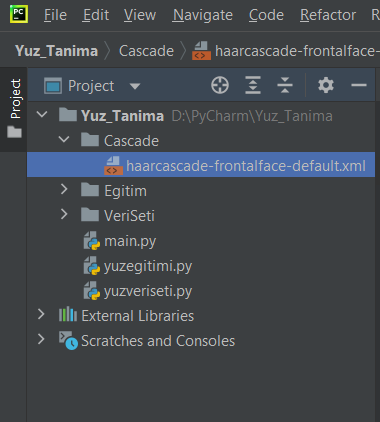 PC File Edit View Navigate Code Refactor
Yuz_Tanima Cascade haarcascade-frontalface-
Project Project
Yuz_Tanima D:\PyCharm\Yuz_Tanima
Cascade
haarcascade-frontalface-default.xml
Egitim
VeriSeti
main.py
yuzegitimi.py
yuzveriseti.py
External Libraries
Scratches and Consoles